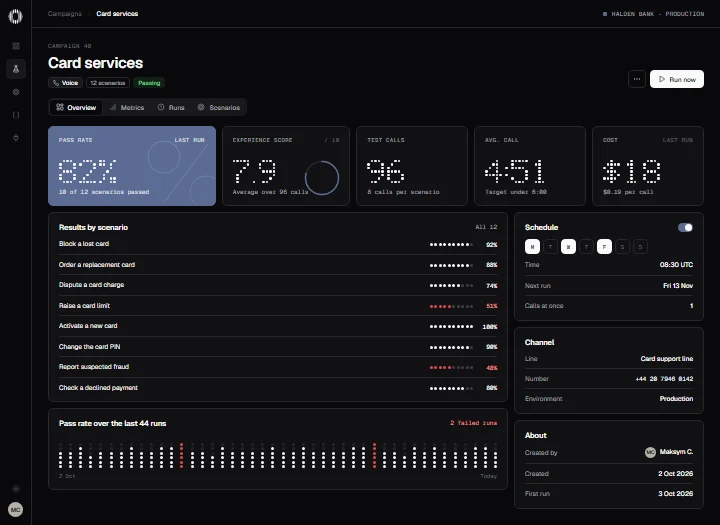 Campaigns Card services
HALDEN BANK - PRODUCTION
CAMPAIGN 40
Card services
Voice 12 scenarios Passing
Run now
Overview Metrics Runs Scenarios
PASS RATE LAST RUN
82%
10 of 12 scenarios passed
EXPERIENCE SCORE / 10
7.9
Average over 96 calls
TEST CALLS
96
8 calls per scenario
AVG. CALL
4:51
Target under 6:00
COST LAST RUN
$18
$0.19 per call
Results by scenario All 12
Block a lost card 92%
Order a replacement card 88%
Dispute a card charge 74%
Raise a card limit 51%
Activate a new card 100%
Change the card PIN 90%
Report suspected fraud 48%
Check a declined payment 80%
Pass rate over the last 44 runs 2 failed runs
2 Oct Today
Schedule
M T W T F S S
Time 08:30 UTC
Next run Fri 13 Nov
Calls at once 1
Channel
Line Card support line
Number +44 20 7946 0142
Environment Production
About
Created by MC Maksym C.
Created 2 Oct 2026
First run 3 Oct 2026
MC